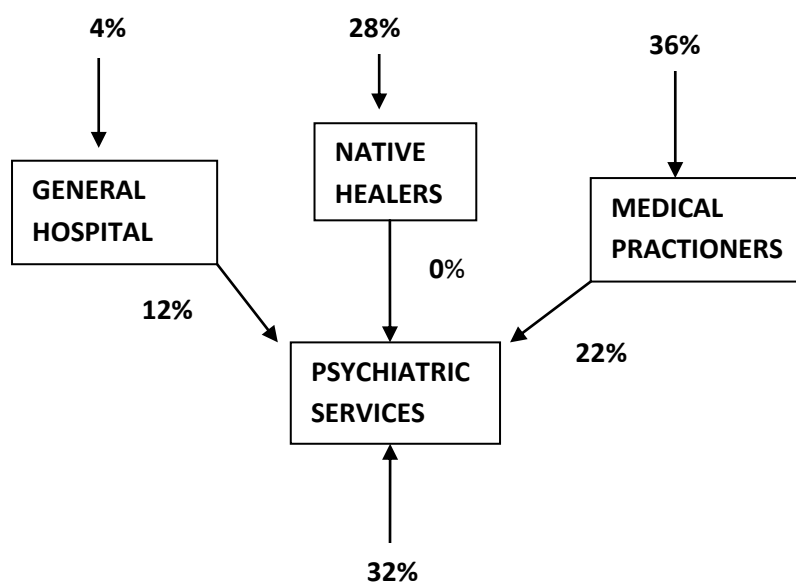 4%
28%
36%
GENERAL
HOSPITAL
NATIVE
HEALERS
MEDICAL
PRACTIONERS
0%
12%
22%
PSYCHIATRIC
SERVICES
32%